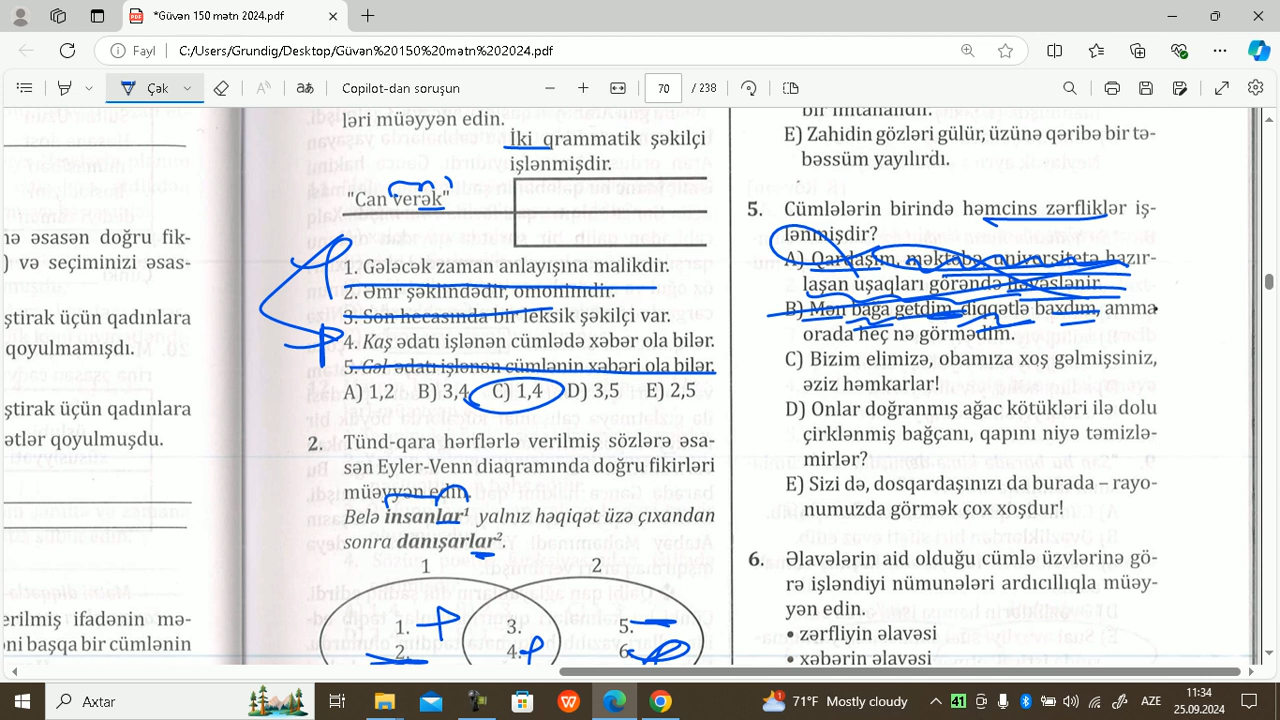 *Güvən 150 mətn 2024.pdf
Fayl
C:/Users/Grundig/Desktop/Güvən%20150%20mətn%202024.pdf
Çək
Copilot-dan soruşun
70
/ 238
ləri müəyyən edin.
İki qrammatik şəkilçi
işlənmişdir.
"Can verək"
1. Gələcək zaman anlayışına malikdir.
2. Əmr şəklindədir, omonimdir.
3. Son hecasında bir leksik şəkilçi var.
4. Kaş ədatı işlənən cümlədə xəbər ola bilər.
5. Gəl ədatı işlənən cümlənin xəbəri ola bilər.
A) 1,2 B) 3,4 C) 1,4 D) 3,5 E) 2,5
2. Tünd-qara hərflərlə verilmiş sözlərə əsa-
sən Eyler-Venn diaqramında doğru fikirləri
müəyyən edin.
Belə insanlar¹ yalnız həqiqət üzə çıxandan
sonra danışarlar².
1 2
1. 3. 5.
2. 4. 6.
nə əsasən doğru fik-
) və seçiminizi əsas-
ştirak üçün qadınlara
qoyulmamışdı.
ştirak üçün qadınlara
ətlər qoyulmuşdu.
erilmiş ifadənin mə-
əni başqa bir cümlənin
bir imtahandır.
E) Zahidin gözləri gülür, üzünə qəribə bir tə-
bəssüm yayılırdı.
5. Cümlələrin birində həmcins zərfliklər iş-
lənmişdir?
A) Qardaşım, məktəbə, universitetə hazır-
laşan uşaqları görəndə həvəslənir.
B) Mən bağa getdim, diqqətlə baxdım, amma
orada heç nə görmədim.
C) Bizim elimizə, obamıza xoş gəlmişsiniz,
əziz həmkarlar!
D) Onlar doğranmış ağac kötükləri ilə dolu
çirklənmiş bağçanı, qapını niyə təmizlə-
mirlər?
E) Sizi də, dosqardaşınızı da burada – rayo-
numuzda görmək çox xoşdur!
6. Əlavələrin aid olduğu cümlə üzvlərinə gö-
rə işləndiyi nümunələri ardıcıllıqla müəy-
yən edin.
• zərfliyin əlavəsi
• xəbərin əlavəsi
Axtar
71°F Mostly cloudy
41
AZE
11:34
25.09.2024